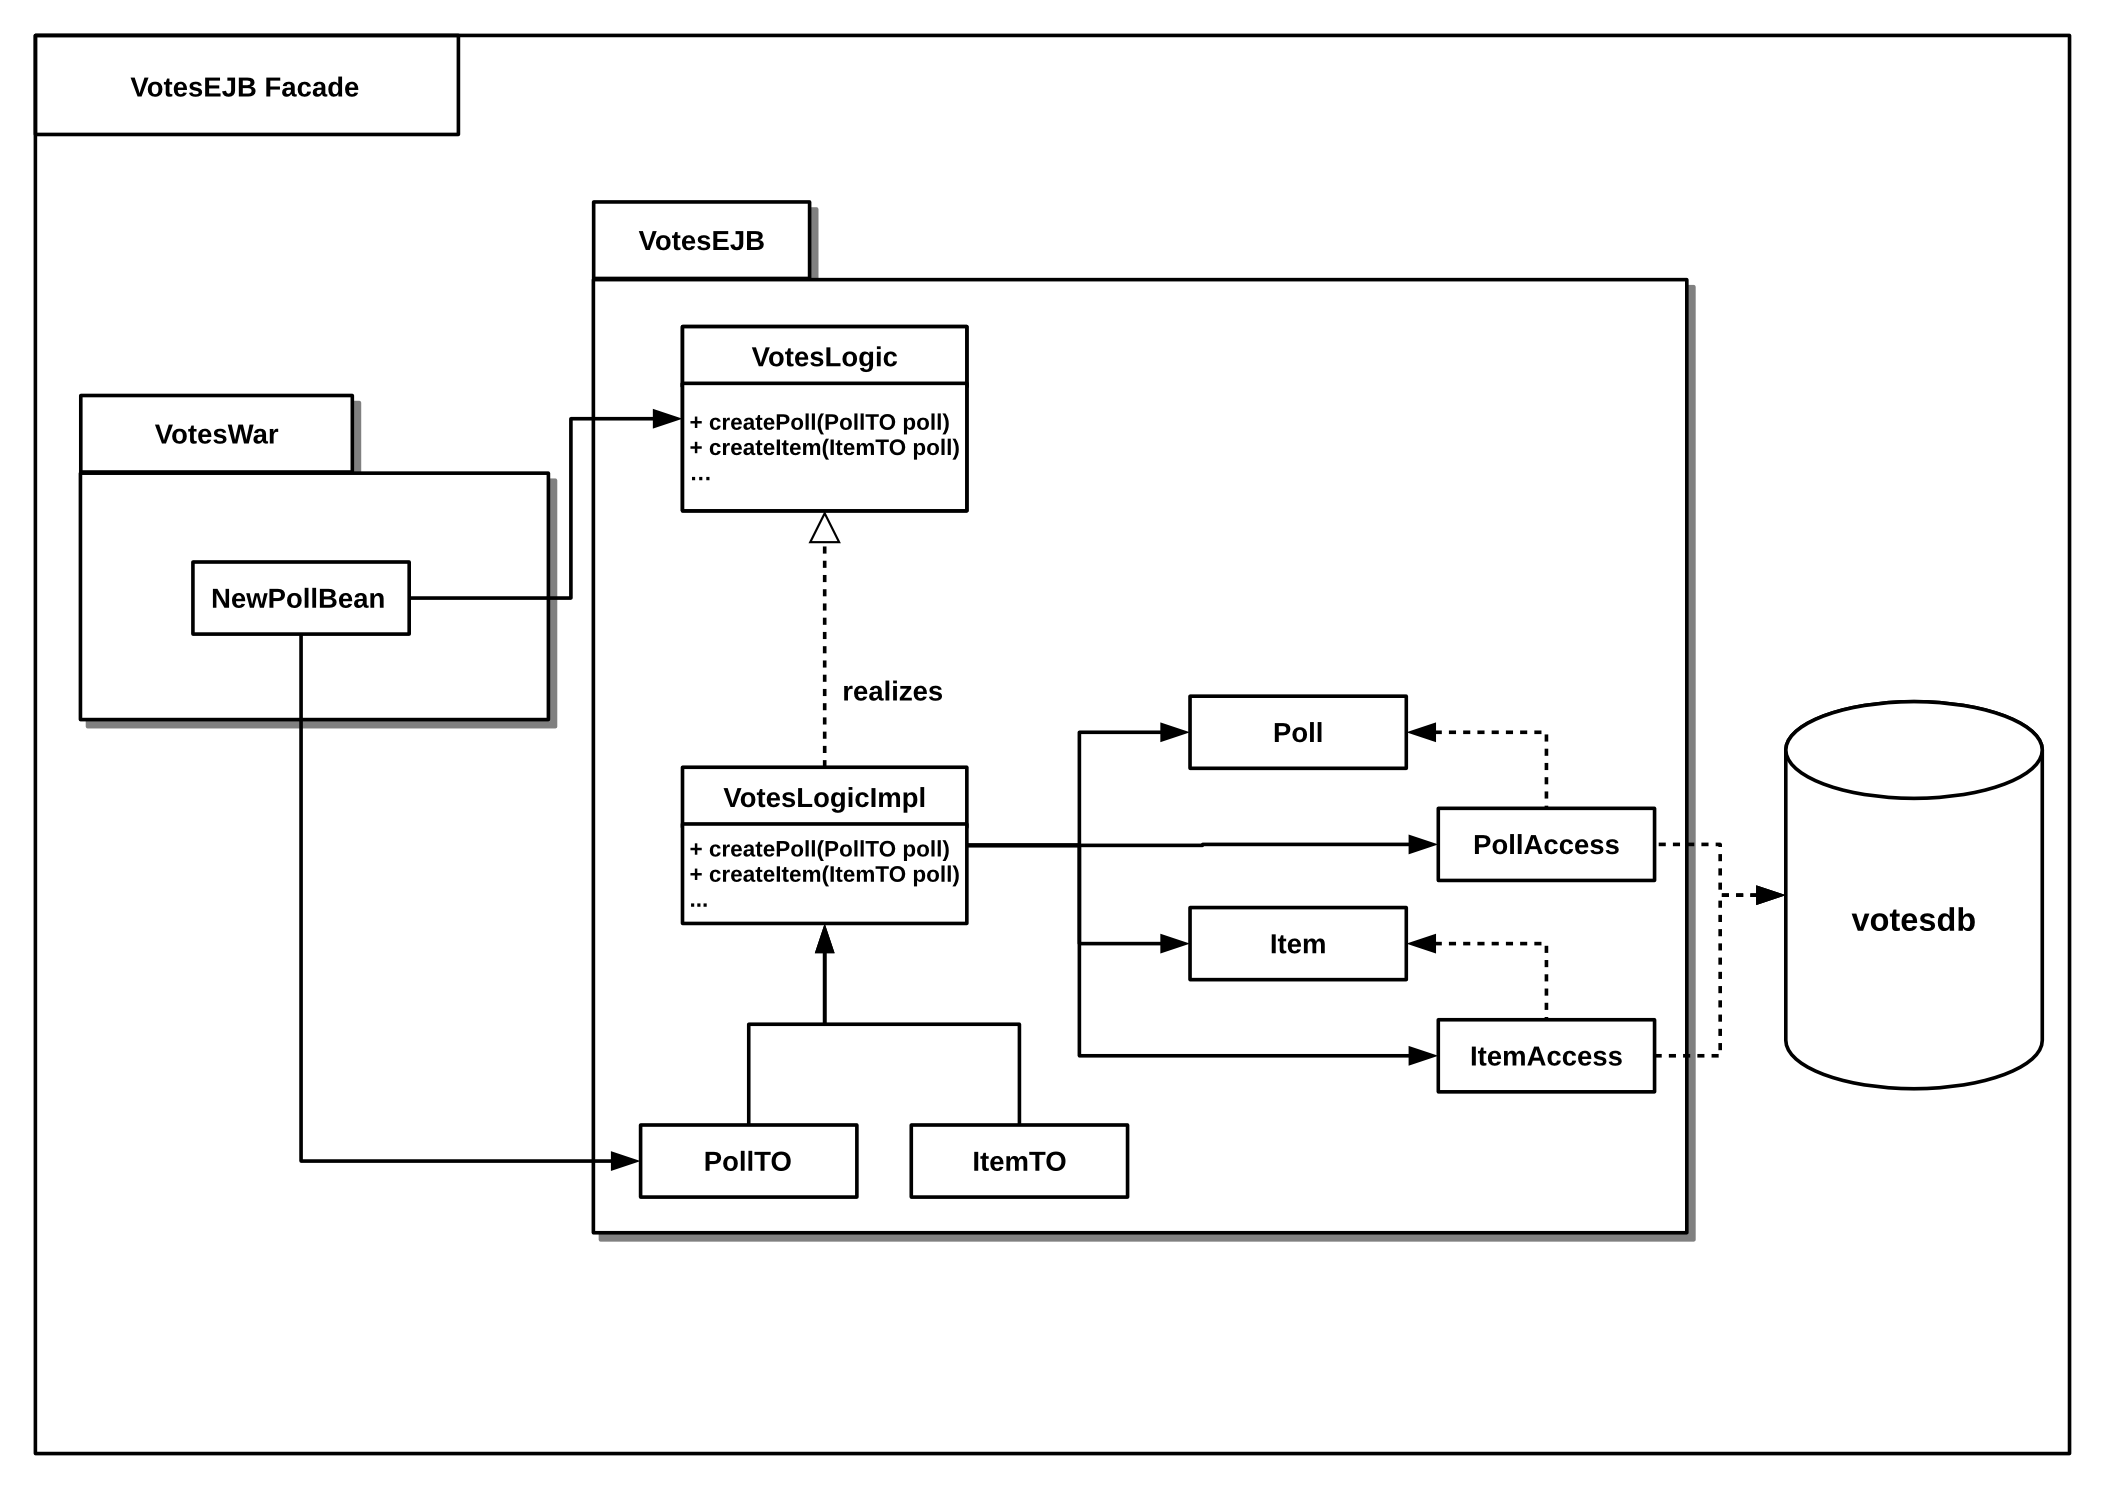 VotesEJB Facade
VotesEJB
VotesLogic
+ createPoll(PollTO poll)
+ createItem(ItemTO poll)
...
VotesWar
NewPollBean
realizes
VotesLogicImpl
+ createPoll(PollTO poll)
+ createItem(ItemTO poll)
...
Poll
PollAccess
Item
ItemAccess
votesdb
PollTO
ItemTO